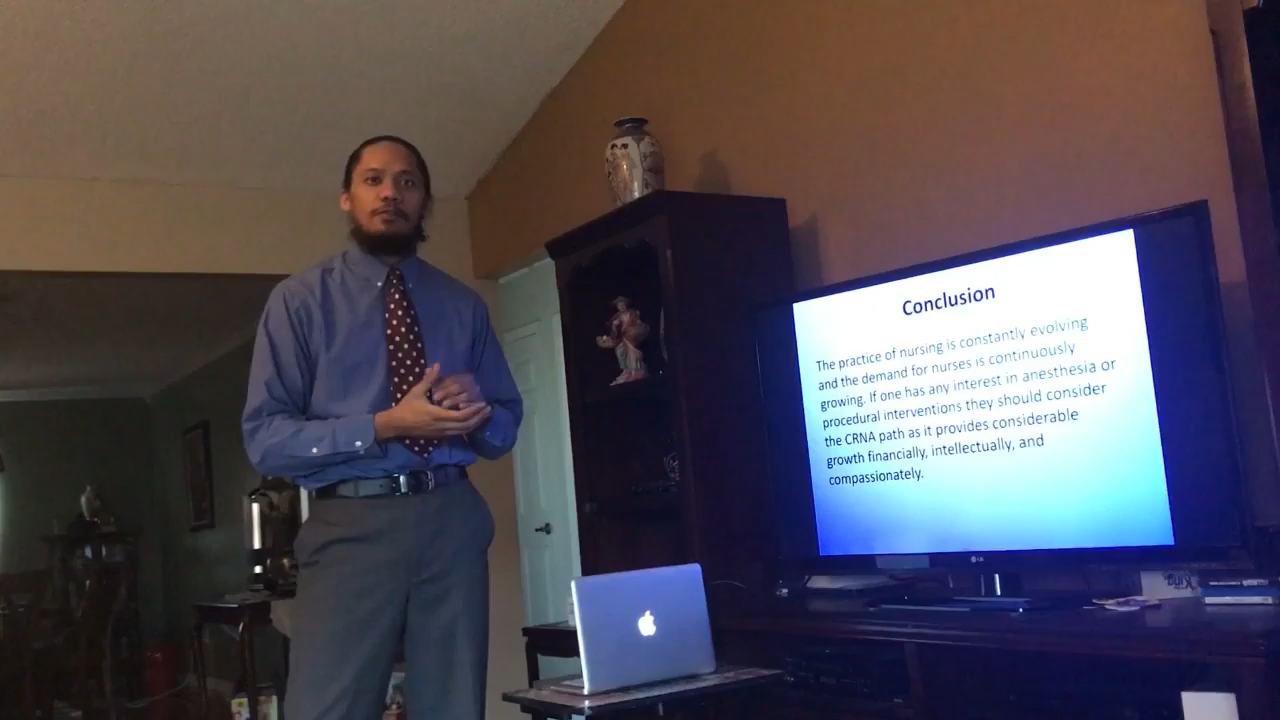 Conclusion
The practice of nursing is constantly evolving
and the demand for nurses is continuously
growing. If one has any interest in anesthesia or
procedural interventions they should consider
the CRNA path as it provides considerable
growth financially, intellectually, and
compassionately.
LG